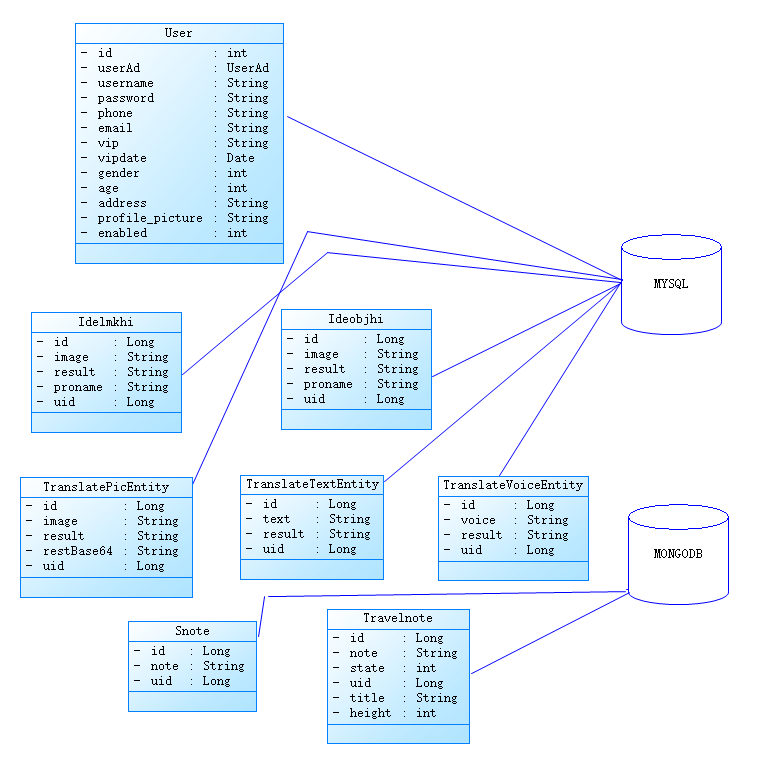 User
- id : int
- userAd : UserAd
- username : String
- password : String
- phone : String
- email : String
- vip : String
- vipdate : Date
- gender : int
- age : int
- address : String
- profile_picture : String
- enabled : int
MYSQL
Idelmkhi
- id : Long
- image : String
- result : String
- proname : String
- uid : Long
Ideobjhi
- id : Long
- image : String
- result : String
- proname : String
- uid : Long
TranslatePicEntity
- id : Long
- image : String
- result : String
- restBase64 : String
- uid : Long
TranslateTextEntity
- id : Long
- text : String
- result : String
- uid : Long
TranslateVoiceEntity
- id : Long
- voice : String
- result : String
- uid : Long
MONGODB
Snote
- id : Long
- note : String
- uid : Long
Travelnote
- id : Long
- note : String
- state : int
- uid : Long
- title : String
- height : int